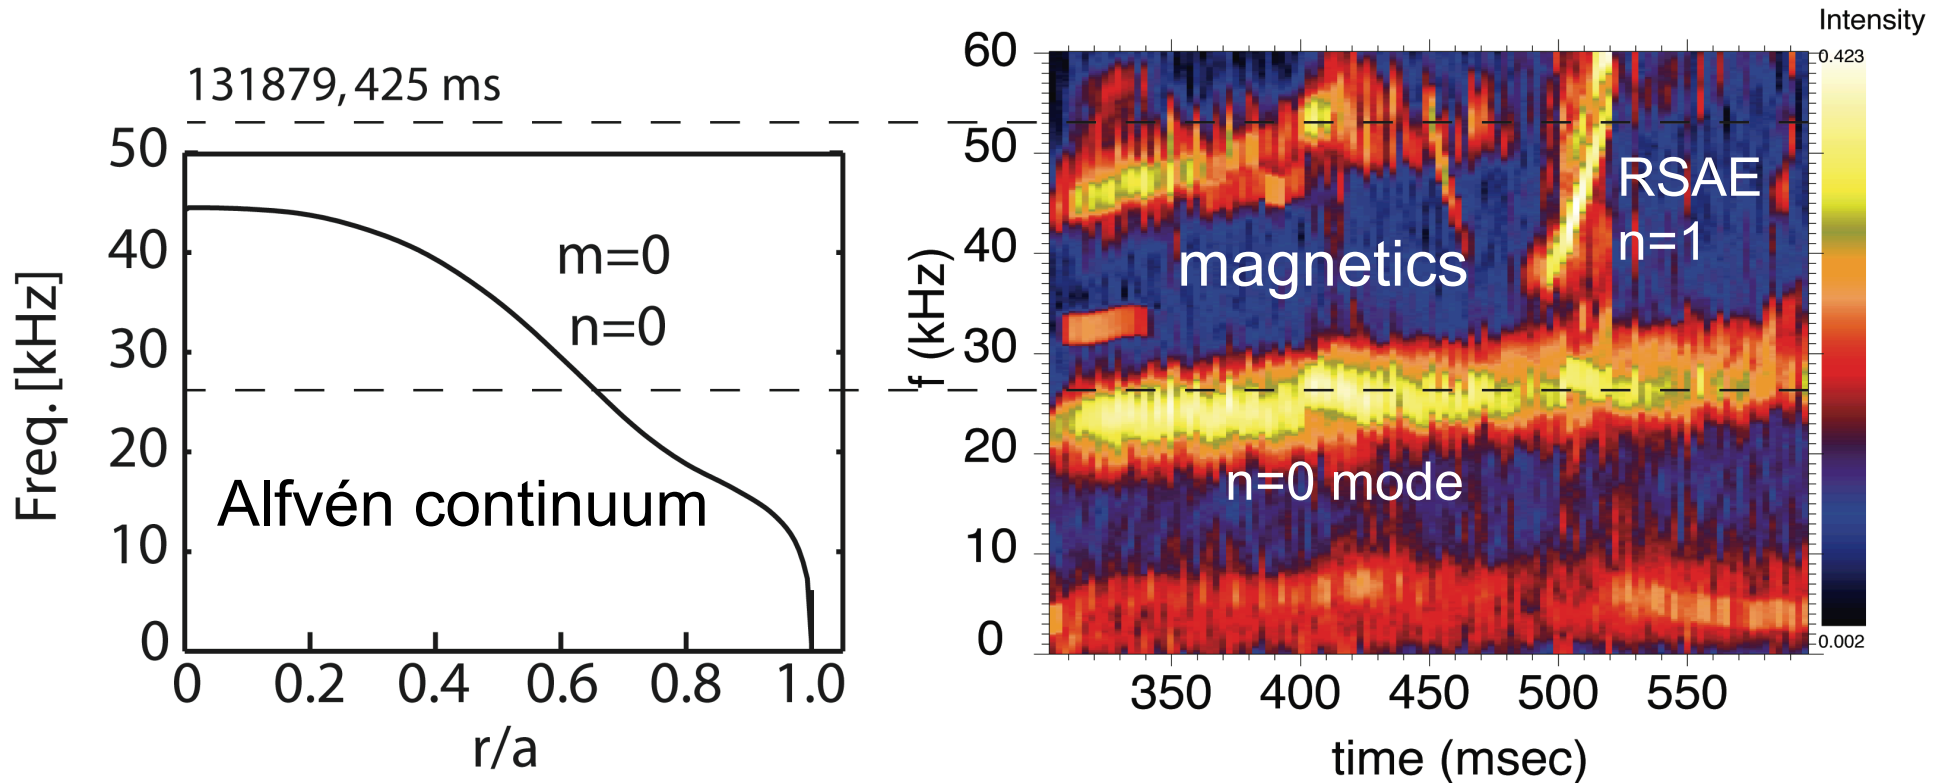 131879, 425 ms
50
40
30
20
10
0
Freq. [kHz]
m=0
n=0
Alfvén continuum
0 0.2 0.4 0.6 0.8 1.0
r/a
60
50
40
30
20
10
0
f (kHz)
RSAE
n=1
magnetics
n=0 mode
350 400 450 500 550
time (msec)
Intensity
0.423
0.002